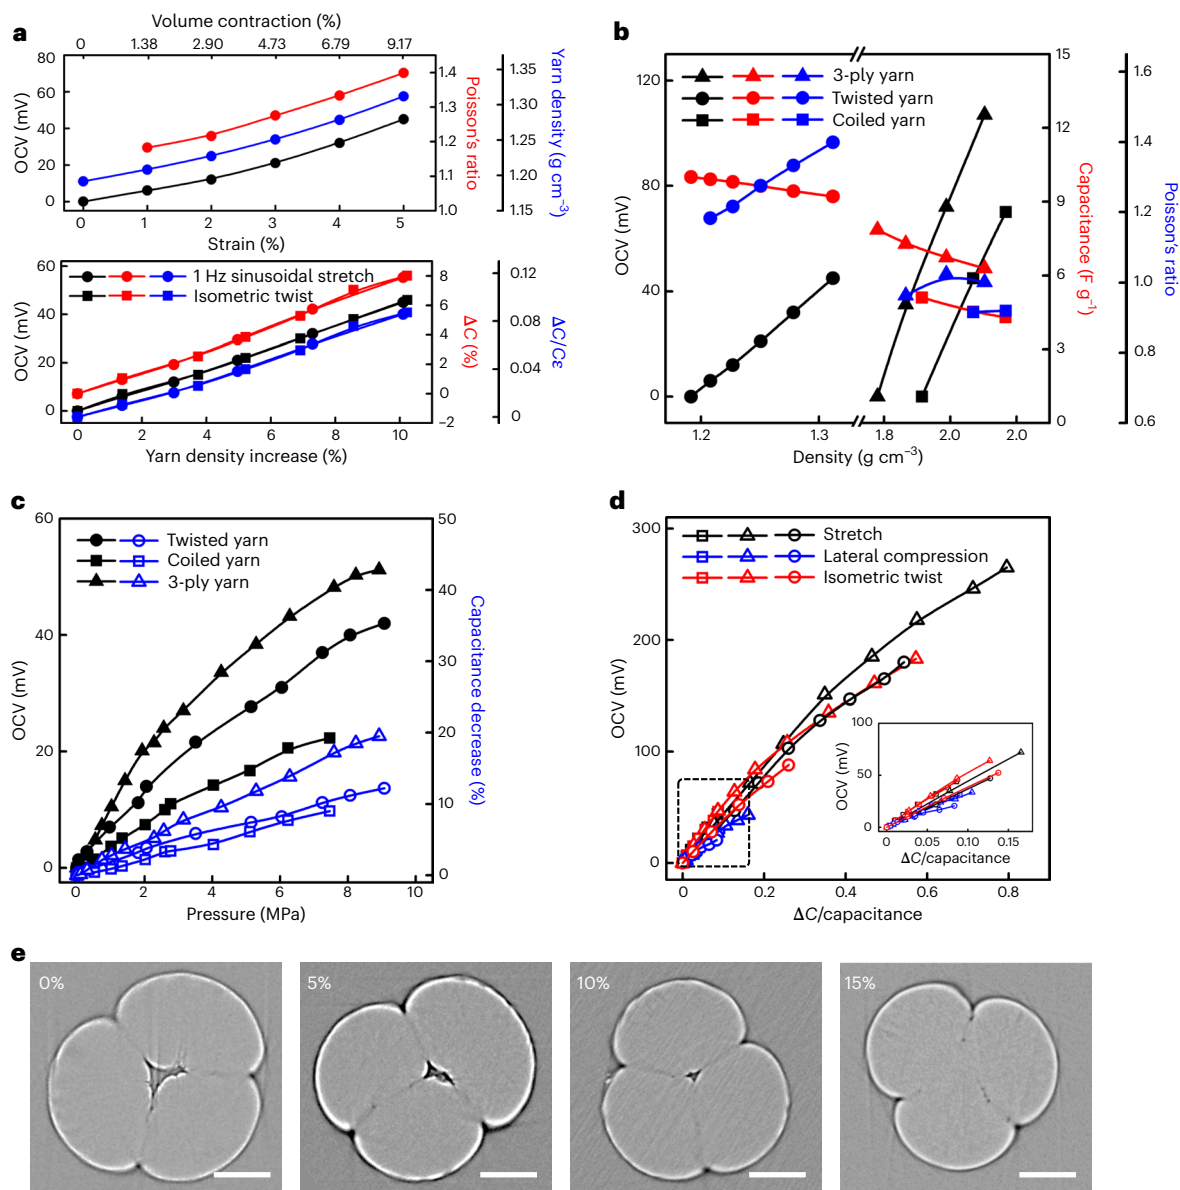 a
Volume contraction (%)
0 1.38 2.90 4.73 6.79 9.17
80
60
40
20
0
OCV (mV)
1.4
1.3
1.2
1.1
1.0
Poisson's ratio
1.35
1.30
1.25
1.20
1.15
Yarn density (g cm⁻³)
0 1 2 3 4 5
Strain (%)
60
40
20
0
OCV (mV)
1 Hz sinusoidal stretch
Isometric twist
8
6
4
2
0
−2
ΔC (%)
0.12
0.08
0.04
0
ΔC/Cε
0 2 4 6 8 10
Yarn density increase (%)
b
120
80
40
0
OCV (mV)
3-ply yarn
Twisted yarn
Coiled yarn
15
12
9
6
3
0
Capacitance (F g⁻¹)
1.6
1.4
1.2
1.0
0.8
0.6
Poisson's ratio
1.2 1.3 1.8 2.0 2.0
Density (g cm⁻³)
c
60
40
20
0
OCV (mV)
Twisted yarn
Coiled yarn
3-ply yarn
50
40
30
20
10
0
Capacitance decrease (%)
0 2 4 6 8 10
Pressure (MPa)
d
300
200
100
0
OCV (mV)
Stretch
Lateral compression
Isometric twist
100
50
0
OCV (mV)
0 0.05 0.10 0.15
ΔC/capacitance
0 0.2 0.4 0.6 0.8
ΔC/capacitance
e
0%
5%
10%
15%